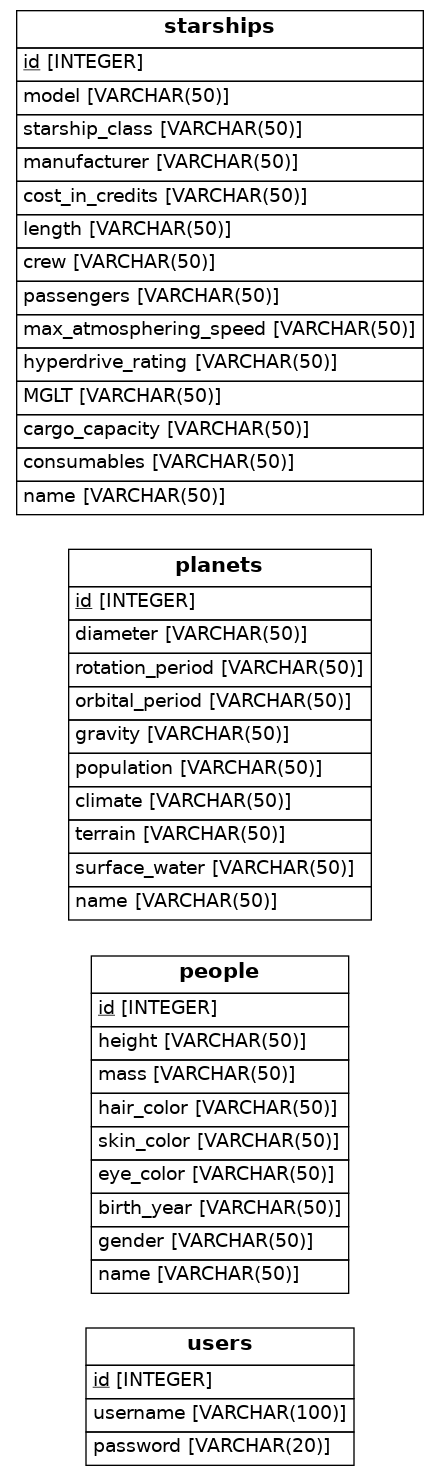 starships
id [INTEGER]
model [VARCHAR(50)]
starship_class [VARCHAR(50)]
manufacturer [VARCHAR(50)]
cost_in_credits [VARCHAR(50)]
length [VARCHAR(50)]
crew [VARCHAR(50)]
passengers [VARCHAR(50)]
max_atmosphering_speed [VARCHAR(50)]
hyperdrive_rating [VARCHAR(50)]
MGLT [VARCHAR(50)]
cargo_capacity [VARCHAR(50)]
consumables [VARCHAR(50)]
name [VARCHAR(50)]
planets
id [INTEGER]
diameter [VARCHAR(50)]
rotation_period [VARCHAR(50)]
orbital_period [VARCHAR(50)]
gravity [VARCHAR(50)]
population [VARCHAR(50)]
climate [VARCHAR(50)]
terrain [VARCHAR(50)]
surface_water [VARCHAR(50)]
name [VARCHAR(50)]
people
id [INTEGER]
height [VARCHAR(50)]
mass [VARCHAR(50)]
hair_color [VARCHAR(50)]
skin_color [VARCHAR(50)]
eye_color [VARCHAR(50)]
birth_year [VARCHAR(50)]
gender [VARCHAR(50)]
name [VARCHAR(50)]
users
id [INTEGER]
username [VARCHAR(100)]
password [VARCHAR(20)]